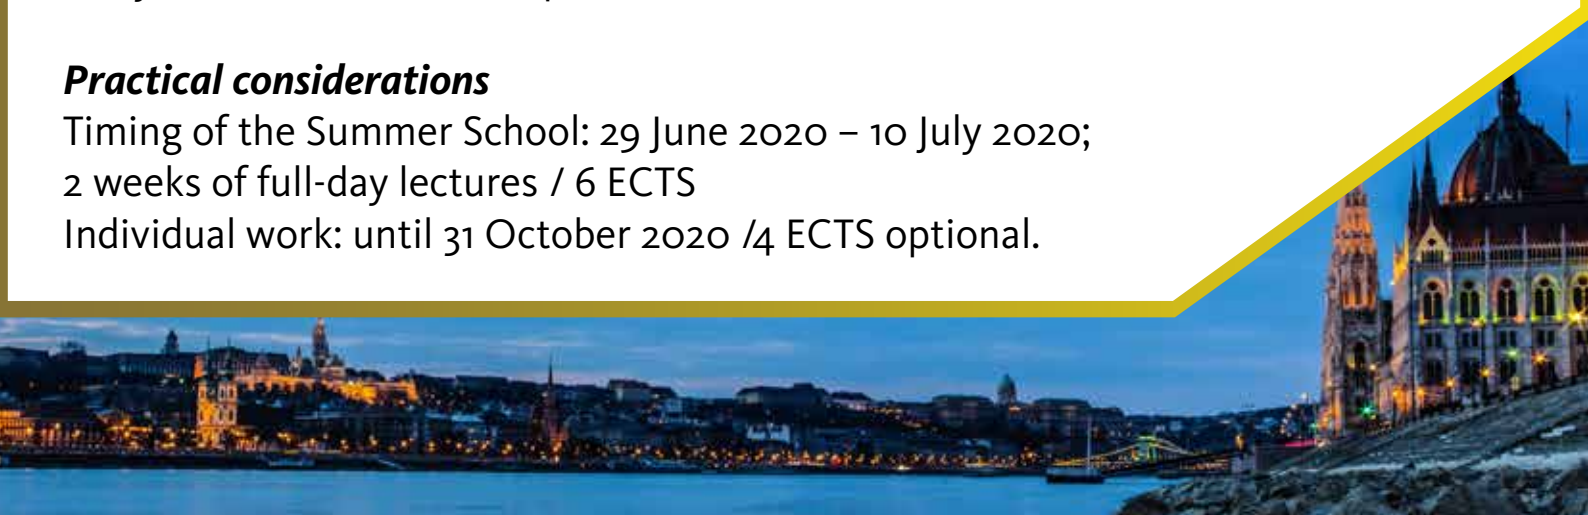 Practical considerations
Timing of the Summer School: 29 June 2020 – 10 July 2020;
2 weeks of full-day lectures / 6 ECTS
Individual work: until 31 October 2020 /4 ECTS optional.